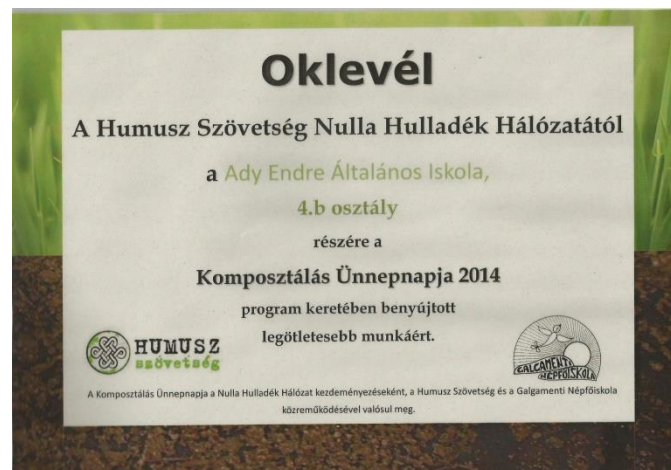 Oklevél
A Humusz Szövetség Nulla Hulladék Hálózatától
a Ady Endre Általános Iskola,
4.b osztály
részére a
Komposztálás Ünnepnapja 2014
program keretében benyújtott
legötletesebb munkáért.
HUMUSZ
szövetség
GALGAMENTI
NÉPFŐISKOLA
A Komposztálás Ünnepnapja a Nulla Hulladék Hálózat kezdeményezéseként, a Humusz Szövetség és a Galgamenti Népfőiskola
közreműködésével valósul meg.